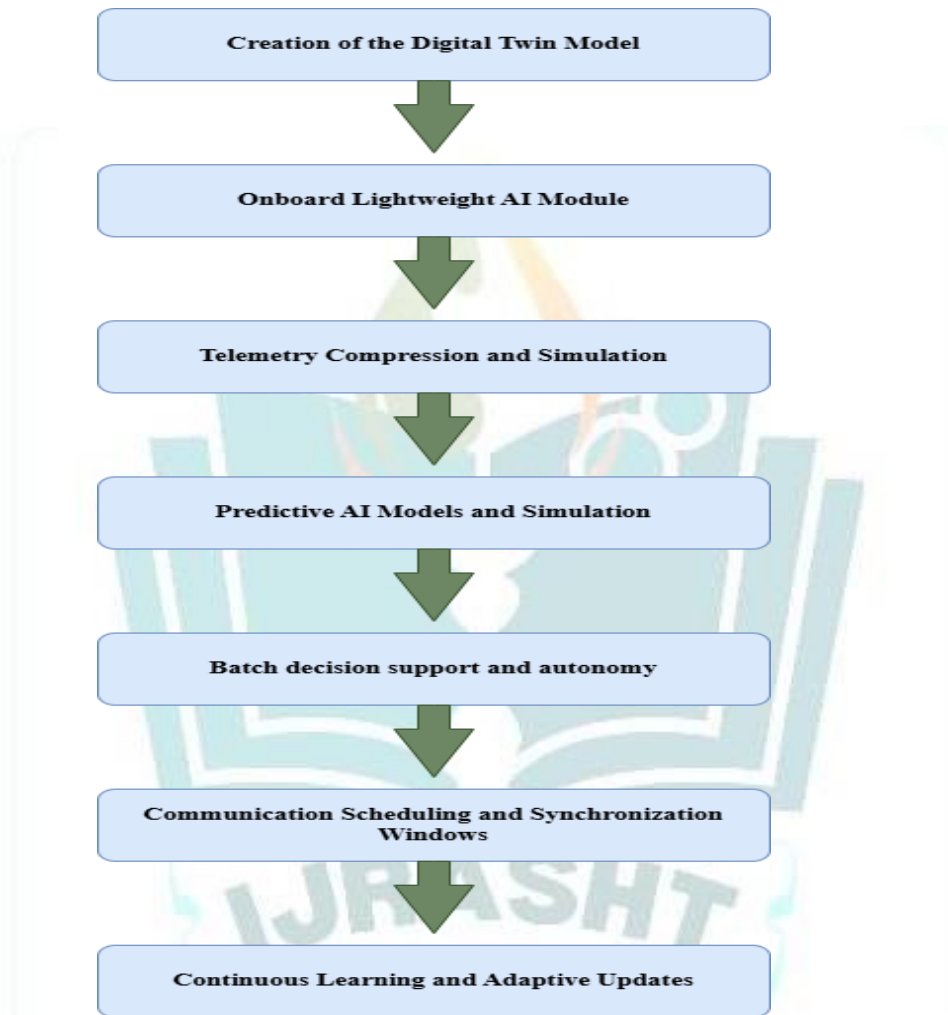 Creation of the Digital Twin Model
Onboard Lightweight AI Module
Telemetry Compression and Simulation
Predictive AI Models and Simulation
Batch decision support and autonomy
Communication Scheduling and Synchronization
Windows
IJRASHT
Continuous Learning and Adaptive Updates